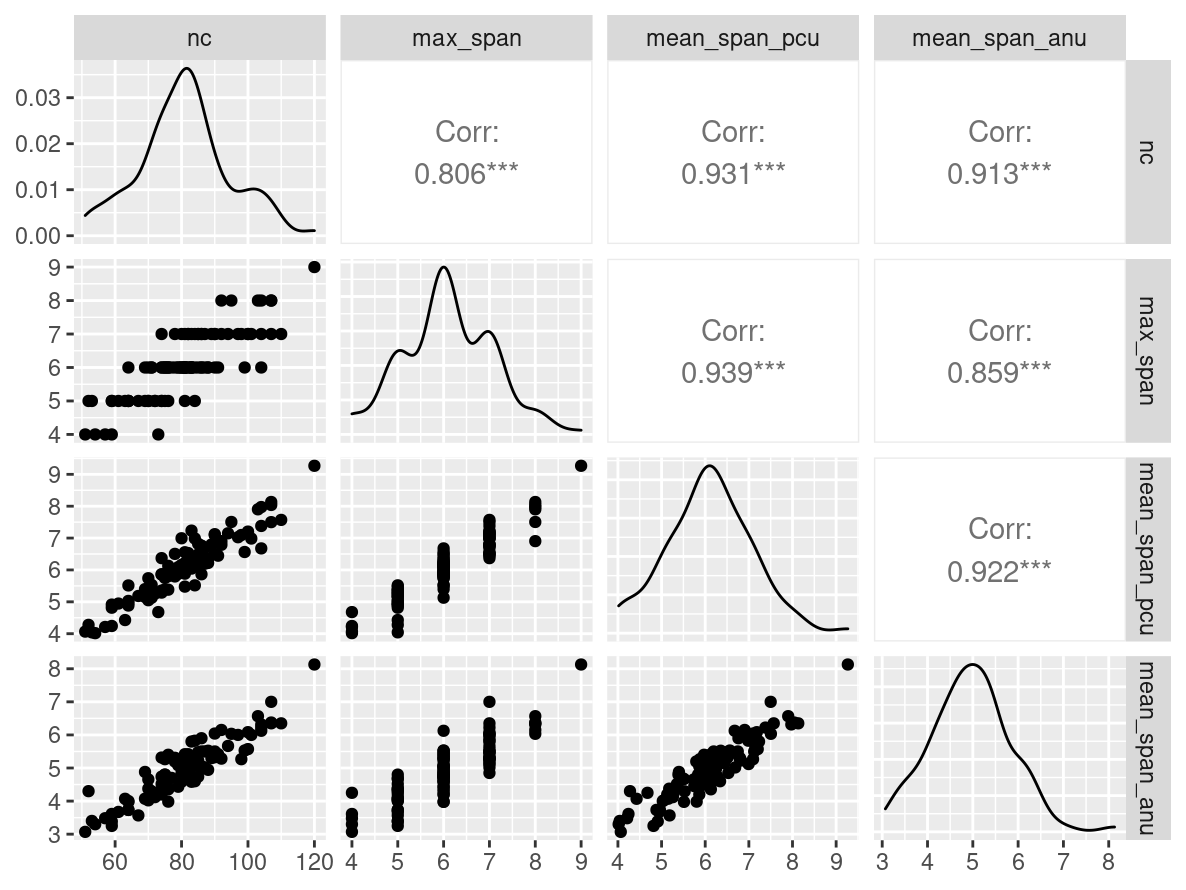 nc max_span mean_span_pcu mean_span_anu
0.03
0.02
0.01
0.00
Corr:
0.806***
Corr:
0.931***
Corr:
0.913***
nc
9
8
7
6
5
4
Corr:
0.939***
Corr:
0.859***
max_span
9
8
7
6
5
4
Corr:
0.922***
mean_span_pcu
8
7
6
5
4
3
mean_span_anu
60 80 100 120 4 5 6 7 8 9 4 5 6 7 8 9 3 4 5 6 7 8